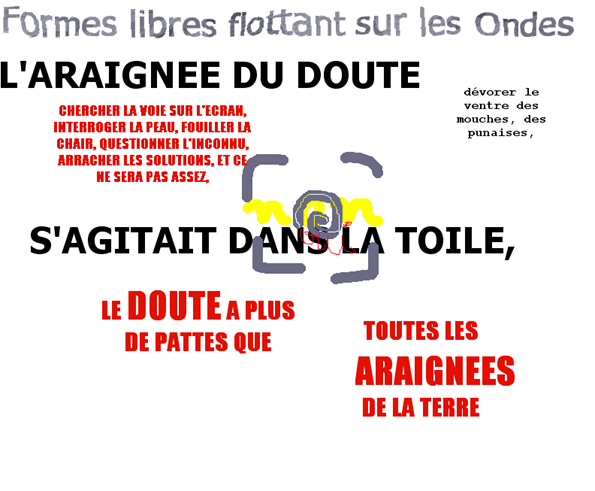 Formes libres flottant sur les Ondes
L'ARAIGNEE DU DOUTE
dévorer le
ventre des
mouches, des
punaises,
CHERCHER LA VOIE SUR L'ECRAN,
INTERROGER LA PEAU, FOUILLER LA
CHAIR, QUESTIONNER L'INCONNU,
ARRACHER LES SOLUTIONS, ET CE
NE SERA PAS ASSEZ,
S'AGITAIT DANS LA TOILE,
LE DOUTE A PLUS
DE PATTES QUE
TOUTES LES
ARAIGNEES
DE LA TERRE